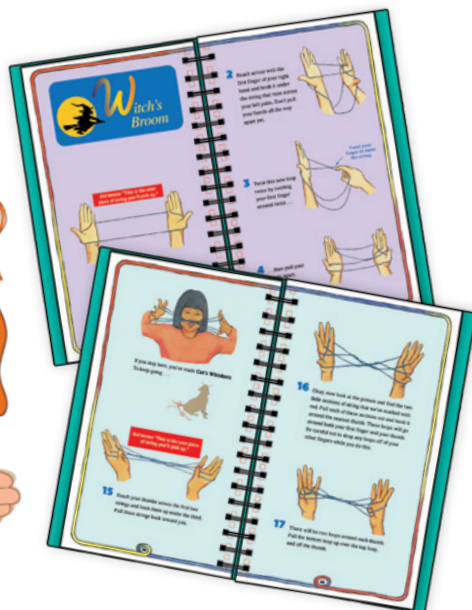 Witch's
Broom
Red means "This is the next
piece of string you'll pick up."
2 Reach across with the
first finger of your right
hand and hook it under
the string that runs across
your left palm. Don't pull
your hands all the way
apart yet.
Twist your
finger to twist
the string.
3 Twist this new loop
twice by twirling
your first finger
around twice . . .
4 . . . then pull your
apart.
If you stop here, you've made Cat's Whiskers.
To keep going . . .
Red means "This is the next piece
of string you'll pick up."
15 Reach your thumbs across the first two
strings and hook them up under the third.
Pull these strings back toward you.
16 Okay, now look at the picture and find the two
little sections of string that we've marked with
red. Pull each of these sections out and hook it
around the nearest thumb. These loops will go
around both your first finger and your thumb.
Be careful not to drop any loops off of your
other fingers while you do this.
17 There will be two loops around each thumb.
Pull the bottom loop up over the top loop,
and off the thumb.